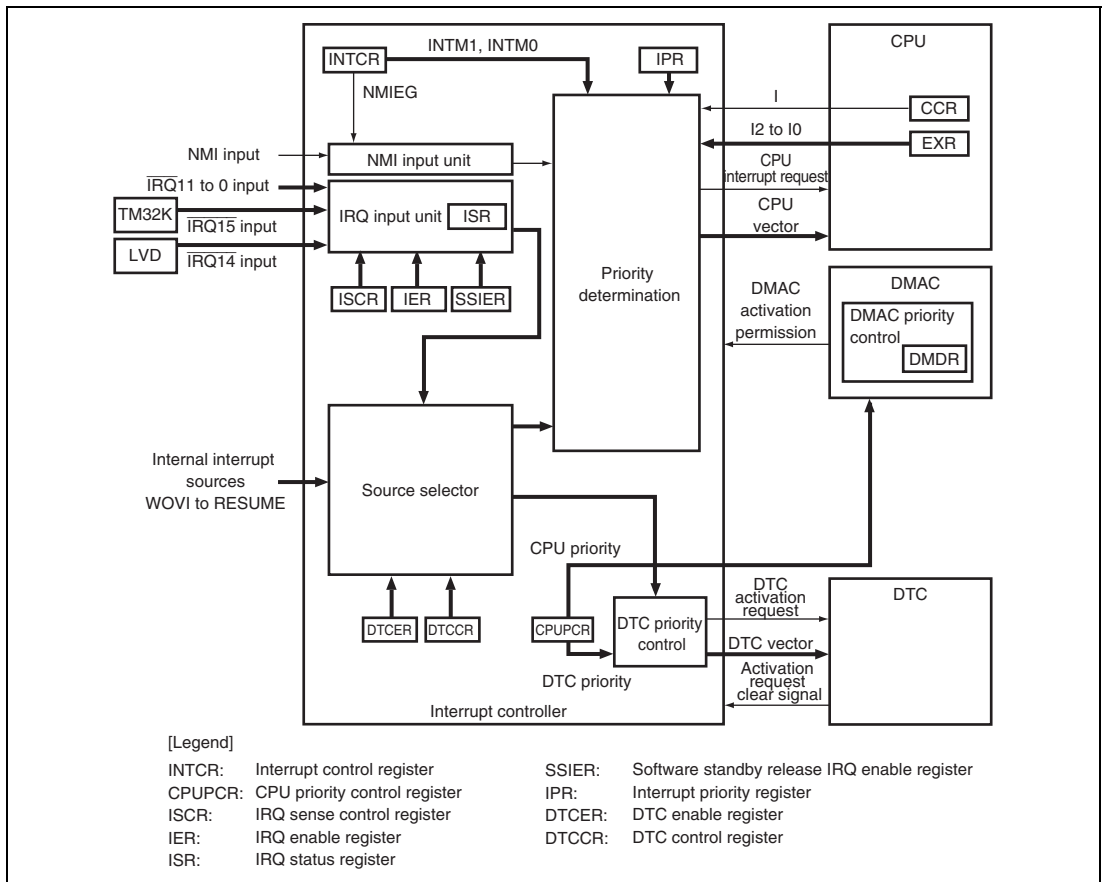 CPU
INTM1, INTM0
INTCR
IPR
NMIEG
I
CCR
I2 to I0
EXR
NMI input
NMI input unit
CPU
interrupt request
IRQ11 to 0 input
TM32K
IRQ input unit
ISR
CPU
vector
IRQ15 input
LVD
IRQ14 input
Priority
determination
ISCR
IER
SSIER
DMAC
activation
permission
DMAC
DMAC priority
control
DMDR
Internal interrupt
sources
WOVI to RESUME
Source selector
CPU priority
DTCER
DTCCR
CPUPCR
DTC priority
control
DTC
activation
request
DTC
DTC vector
Activation
request
clear signal
DTC priority
Interrupt controller
[Legend]
INTCR: Interrupt control register
CPUPCR: CPU priority control register
ISCR: IRQ sense control register
IER: IRQ enable register
ISR: IRQ status register
SSIER: Software standby release IRQ enable register
IPR: Interrupt priority register
DTCER: DTC enable register
DTCCR: DTC control register